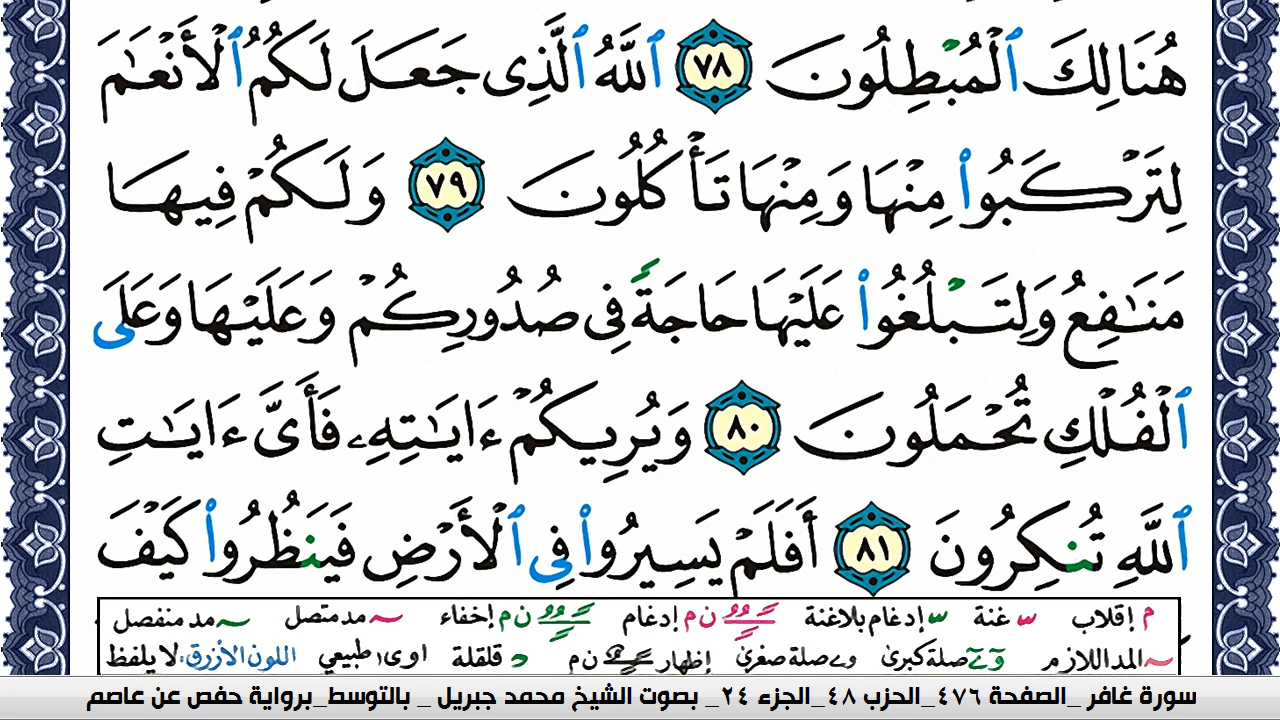 هُنَالِكَ ٱلْمُبْطِلُونَ ٧٨ ٱللَّهُ ٱلَّذِى جَعَلَ لَكُمُ ٱلْأَنْعَٰمَ
لِتَرْكَبُوا۟ مِنْهَا وَمِنْهَا تَأْكُلُونَ ٧٩ وَلَكُمْ فِيهَا
مَنَٰفِعُ وَلِتَبْلُغُوا۟ عَلَيْهَا حَاجَةً فِى صُدُورِكُمْ وَعَلَيْهَا وَعَلَى
ٱلْفُلْكِ تُحْمَلُونَ ٨٠ وَيُرِيكُمْ ءَايَٰتِهِۦ فَأَىَّ ءَايَٰتِ
ٱللَّهِ تُنكِرُونَ ٨١ أَفَلَمْ يَسِيرُوا۟ فِى ٱلْأَرْضِ فَيَنظُرُوا۟ كَيْفَ
م إقلاب س غنة س إدغام بلاغنة ن م إدغام ن م إخفاء مد متصل مد منفصل
المد اللازم صلة كبرى صلة صغرى إظهار ن م قلقلة اوى طبيعي اللون الأزرق لا يلفظ
سورة غافر _الصفحة ٤٧٦_الحزب ٤٨_الجزء ٢٤_ بصوت الشيخ محمد جبريل _ بالتوسط_برواية حفص عن عاصم